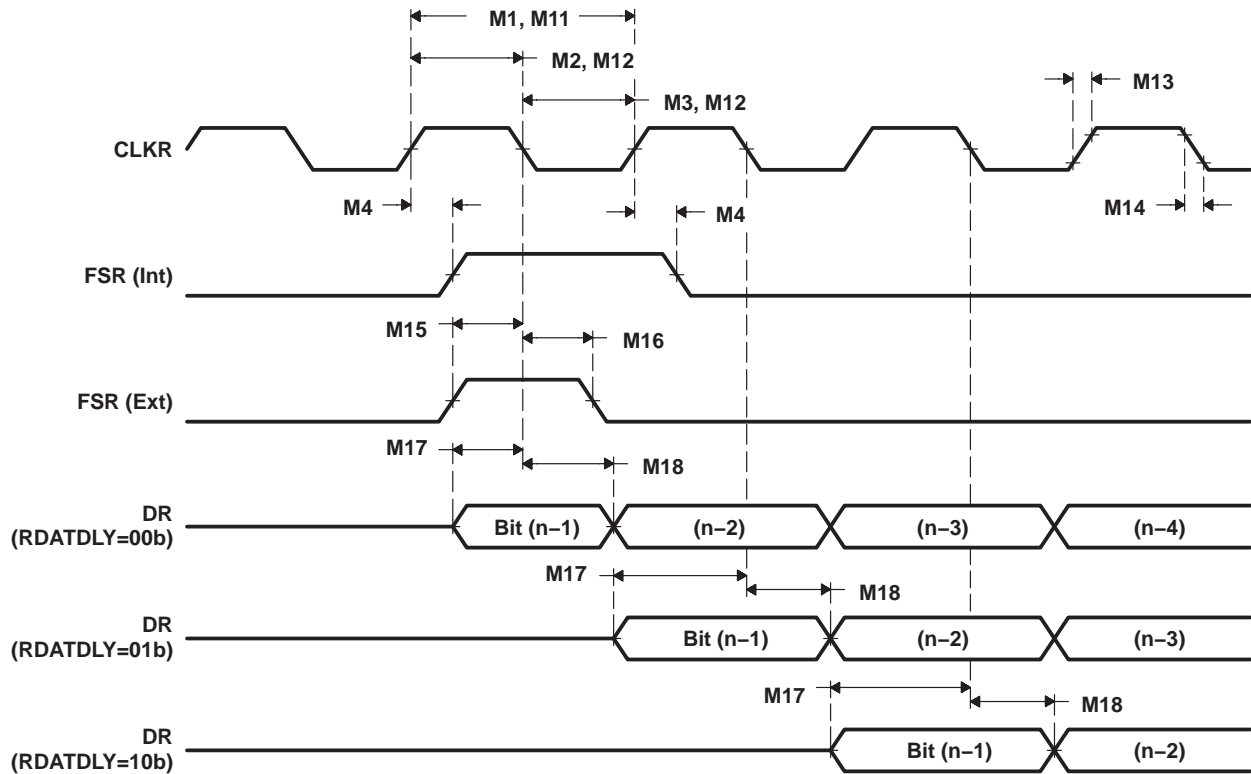 M1, M11
M2, M12
M3, M12
M13
CLKR
M4
M4
M14
FSR (Int)
M15
M16
FSR (Ext)
M17
M18
DR
(RDATDLY=00b)
Bit (n–1)
(n–2)
(n–3)
(n–4)
M17
M18
DR
(RDATDLY=01b)
Bit (n–1)
(n–2)
(n–3)
M17
M18
DR
(RDATDLY=10b)
Bit (n–1)
(n–2)